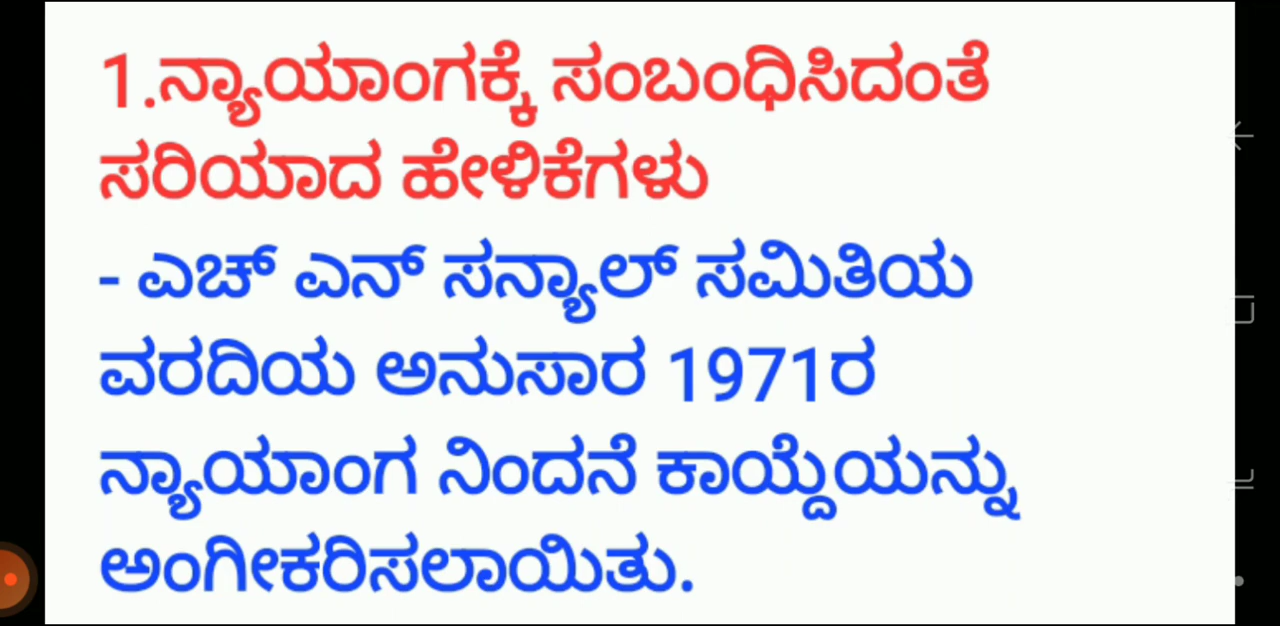 1.ನ್ಯಾಯಾಂಗಕ್ಕೆ ಸಂಬಂಧಿಸಿದಂತೆ
ಸರಿಯಾದ ಹೇಳಿಕೆಗಳು
- ಎಚ್ ಎನ್ ಸನ್ಯಾಲ್ ಸಮಿತಿಯ
ವರದಿಯ ಅನುಸಾರ 1971ರ
ನ್ಯಾಯಾಂಗ ನಿಂದನೆ ಕಾಯ್ದೆಯನ್ನು
ಅಂಗೀಕರಿಸಲಾಯಿತು.